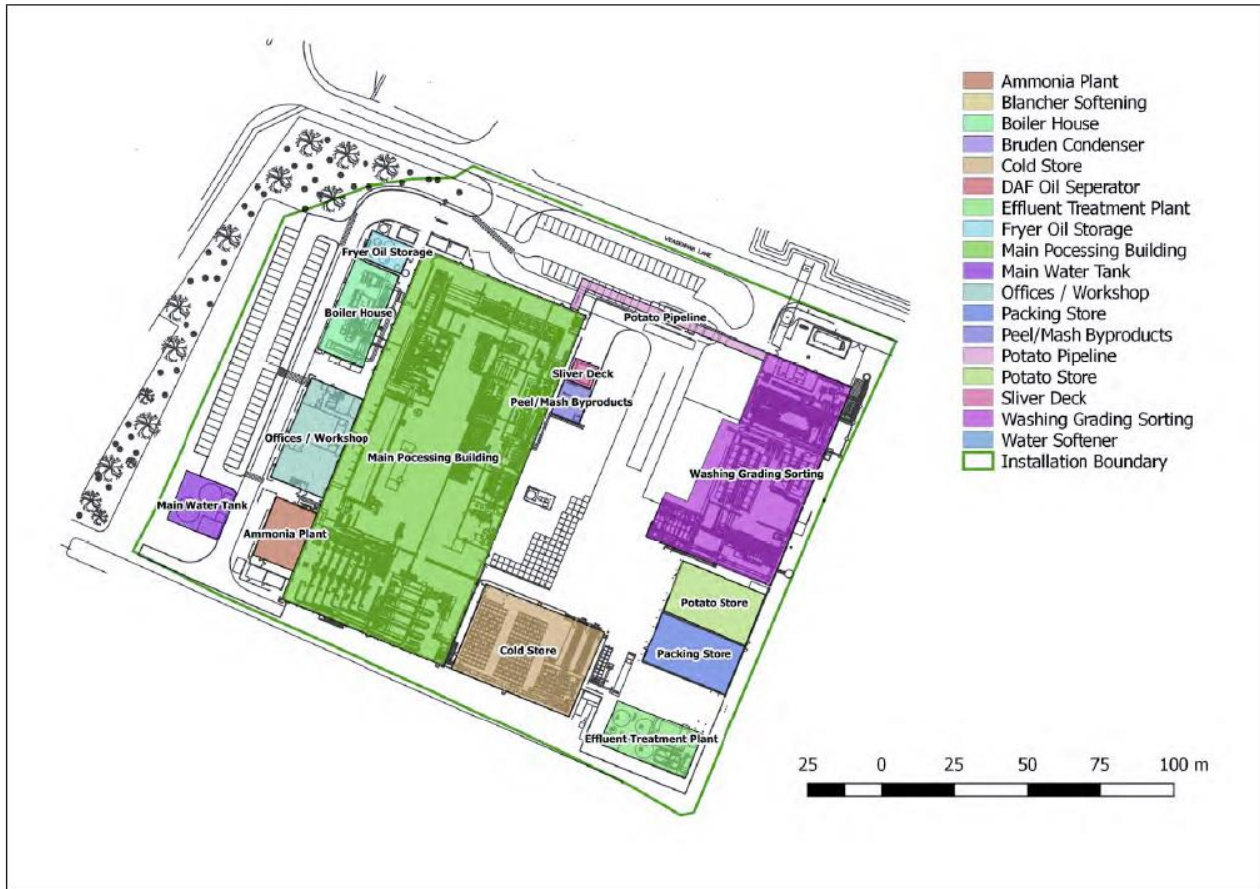 Ammonia Plant
Blancher Softening
Boiler House
Bruden Condenser
Cold Store
DAF Oil Seperator
Effluent Treatment Plant
Fryer Oil Storage
Main Pocessing Building
Main Water Tank
Offices / Workshop
Packing Store
Peel/Mash Byproducts
Potato Pipeline
Potato Store
Sliver Deck
Washing Grading Sorting
Water Softener
Installation Boundary
Fryer Oil Storage
Boiler House
Potato Pipeline
Sliver Deck
Peel/Mash Byproducts
Offices / Workshop
Main Pocessing Building
Washing Grading Sorting
Main Water Tank
Ammonia Plant
Potato Store
Cold Store
Packing Store
Effluent Treatment Plant
25 0 25 50 75 100 m